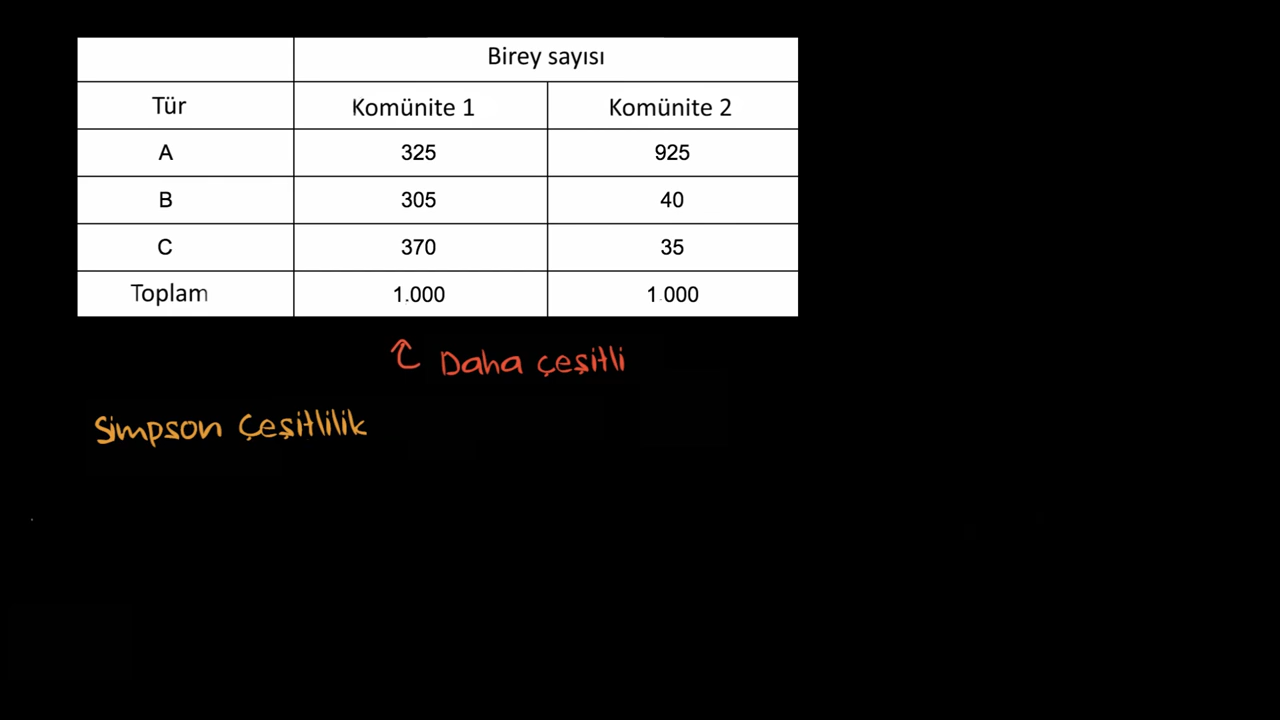 Birey sayısı
Tür Komünite 1 Komünite 2
A 325 925
B 305 40
C 370 35
Toplam 1.000 1.000
Daha çeşitli
Simpson Çeşitlilik